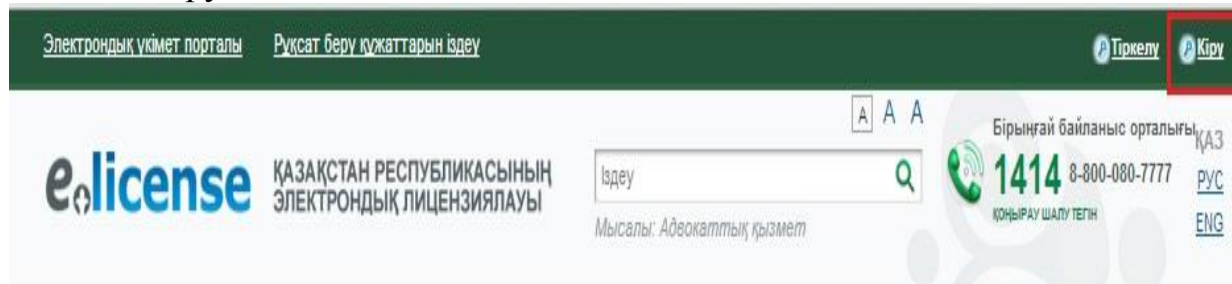 Электрондық үкімет порталы Рұқсат беру құжаттарын іздеу Тіркелу Кіру
A A A
Бірыңғай байланыс орталығы
ҚАЗ
e.license ҚАЗАҚСТАН РЕСПУБЛИКАСЫНЫҢ
ЭЛЕКТРОНДЫҚ ЛИЦЕНЗИЯЛАУЫ
Іздеу
1414 8-800-080-7777
РУС
ҚОҢЫРАУ ШАЛУ ТЕГІН
Мысалы: Адвокаттық қызмет
ENG